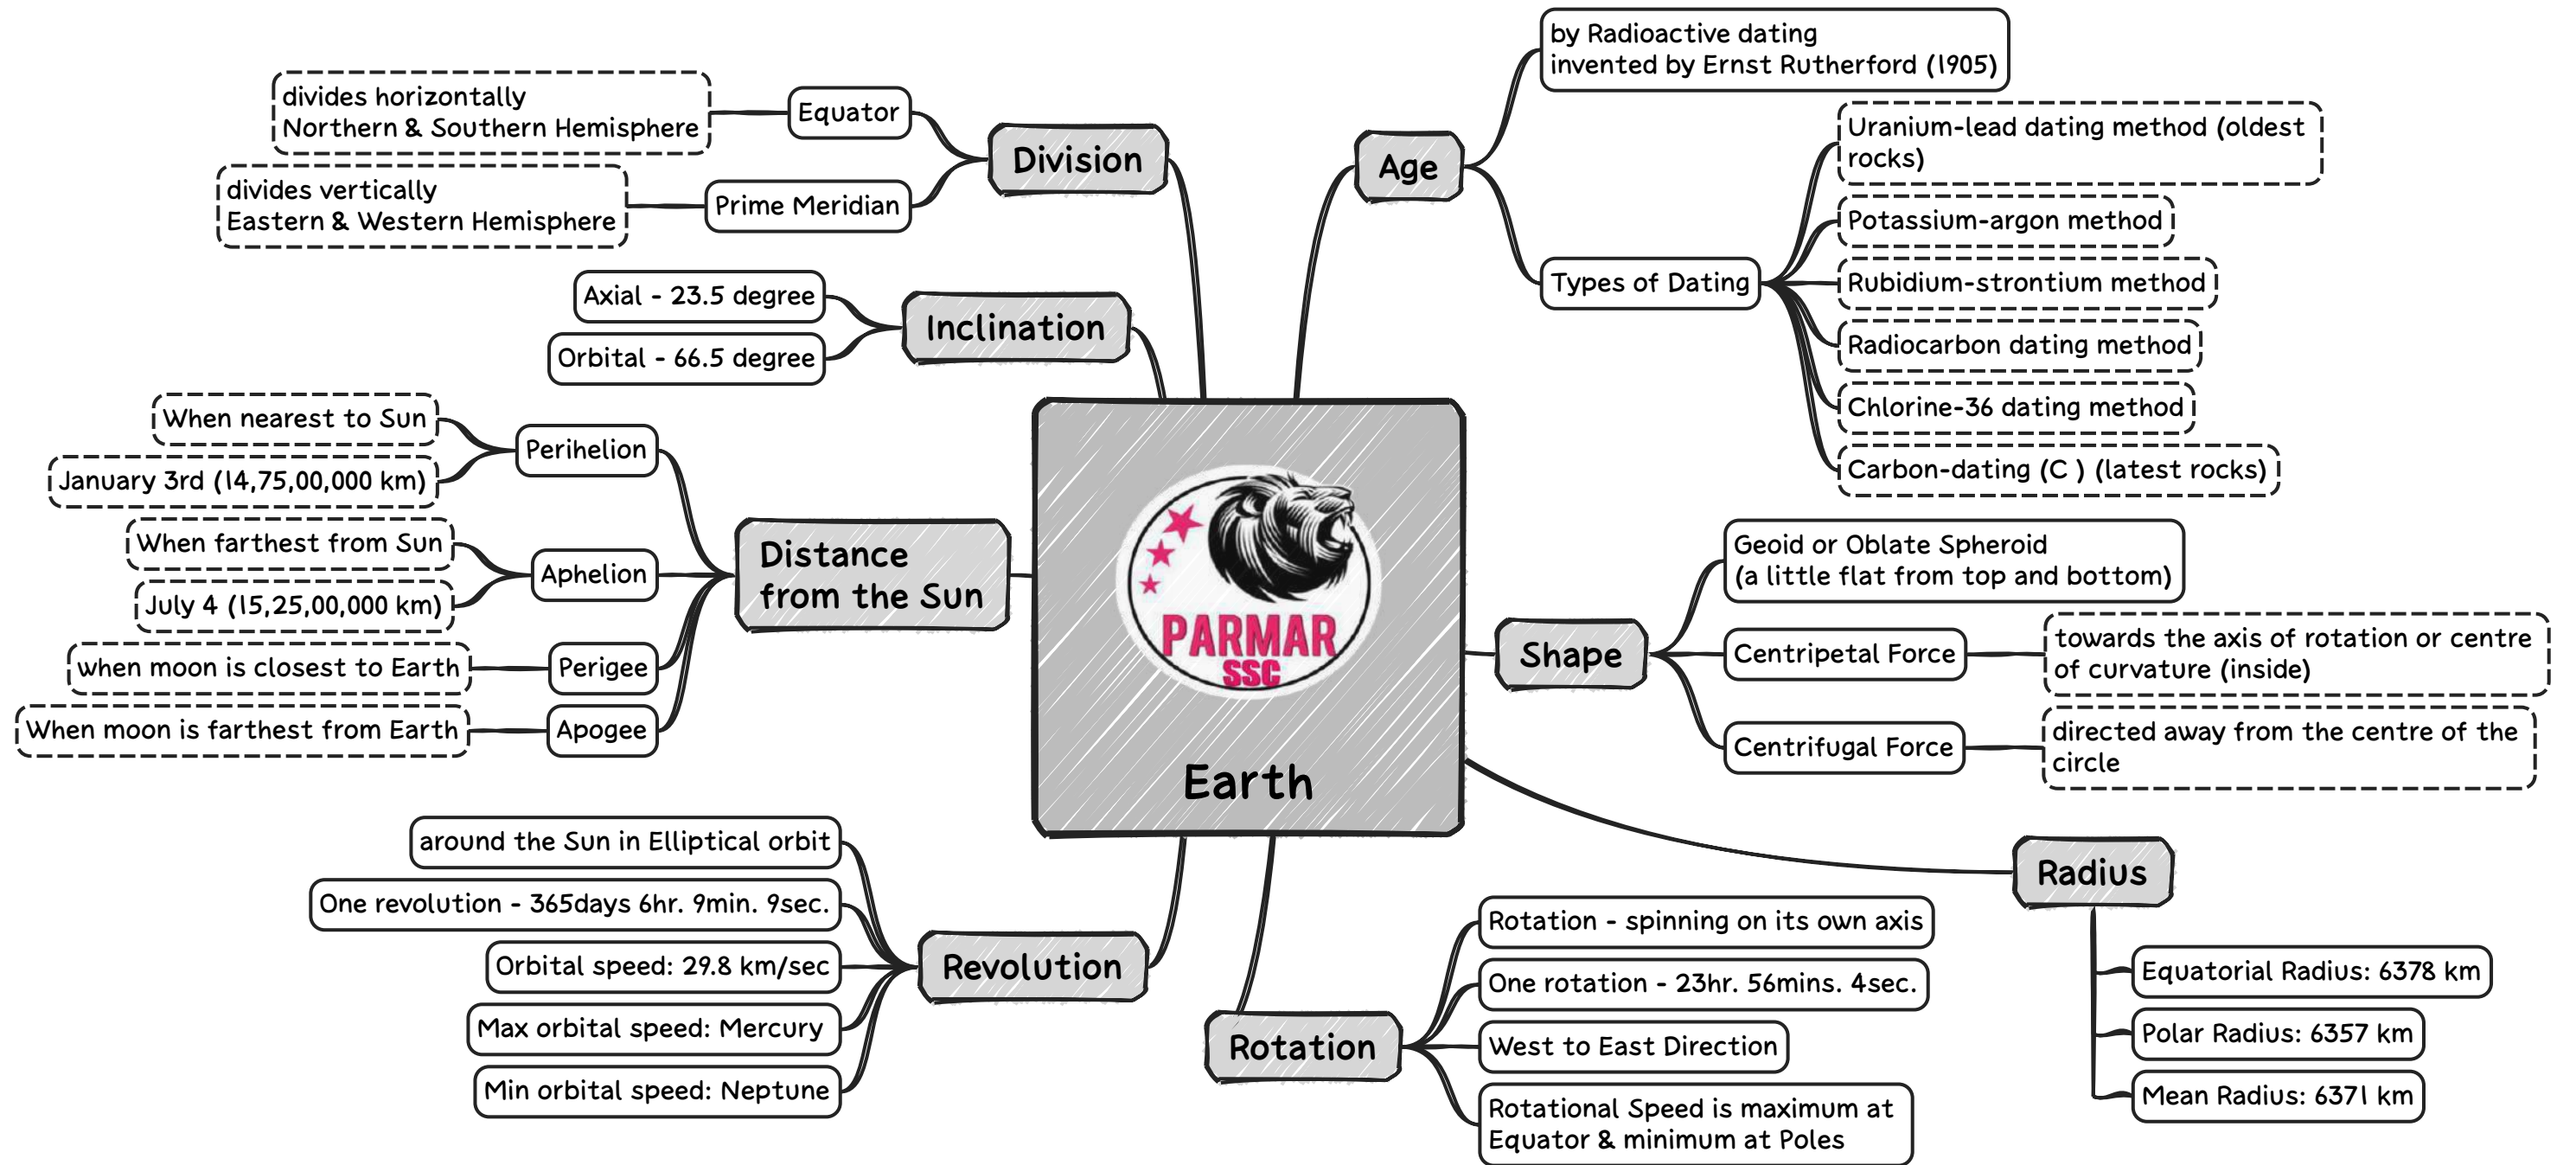 Division
Equator
divides horizontally
Northern & Southern Hemisphere
Prime Meridian
divides vertically
Eastern & Western Hemisphere
Inclination
Axial - 23.5 degree
Orbital - 66.5 degree
Distance
from the Sun
Perihelion
When nearest to Sun
January 3rd (14,75,00,000 km)
Aphelion
When farthest from Sun
July 4 (15,25,00,000 km)
Perigee
when moon is closest to Earth
Apogee
When moon is farthest from Earth
Revolution
around the Sun in Elliptical orbit
One revolution - 365days 6hr. 9min. 9sec.
Orbital speed: 29.8 km/sec
Max orbital speed: Mercury
Min orbital speed: Neptune
PARMAR
SSC
Earth
Age
by Radioactive dating
invented by Ernst Rutherford (1905)
Types of Dating
Uranium-lead dating method (oldest
rocks)
Potassium-argon method
Rubidium-strontium method
Radiocarbon dating method
Chlorine-36 dating method
Carbon-dating (C ) (latest rocks)
Shape
Geoid or Oblate Spheroid
(a little flat from top and bottom)
Centripetal Force
towards the axis of rotation or centre
of curvature (inside)
Centrifugal Force
directed away from the centre of the
circle
Radius
Equatorial Radius: 6378 km
Polar Radius: 6357 km
Mean Radius: 6371 km
Rotation
Rotation - spinning on its own axis
One rotation - 23hr. 56mins. 4sec.
West to East Direction
Rotational Speed is maximum at
Equator & minimum at Poles